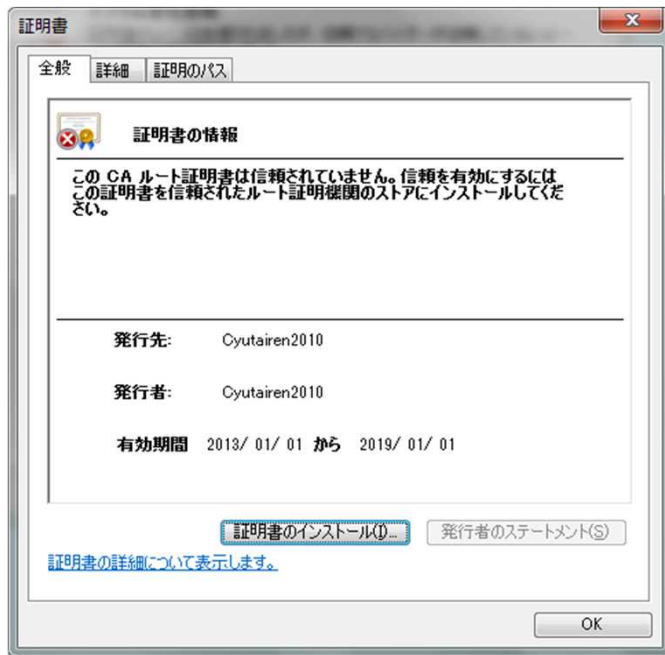 証明書
全般 詳細 証明のパス
証明書の情報
この CA ルート証明書は信頼されていません。信頼を有効にするには
この証明書を信頼されたルート証明機関のストアにインストールしてくだ
さい。
発行先: Cyutairen2010
発行者: Cyutairen2010
有効期間 2013/ 01/ 01 から 2019/ 01/ 01
証明書のインストール(I)... 発行者のステートメント(S)
証明書の詳細について表示します。
OK